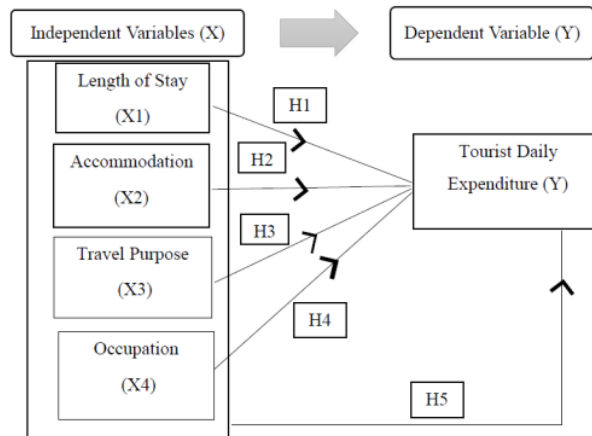 Independent Variables (X)
Dependent Variable (Y)
Length of Stay
(X1)
H1
Accommodation
(X2)
H2
Tourist Daily
Expenditure (Y)
Travel Purpose
(X3)
H3
Occupation
(X4)
H4
H5